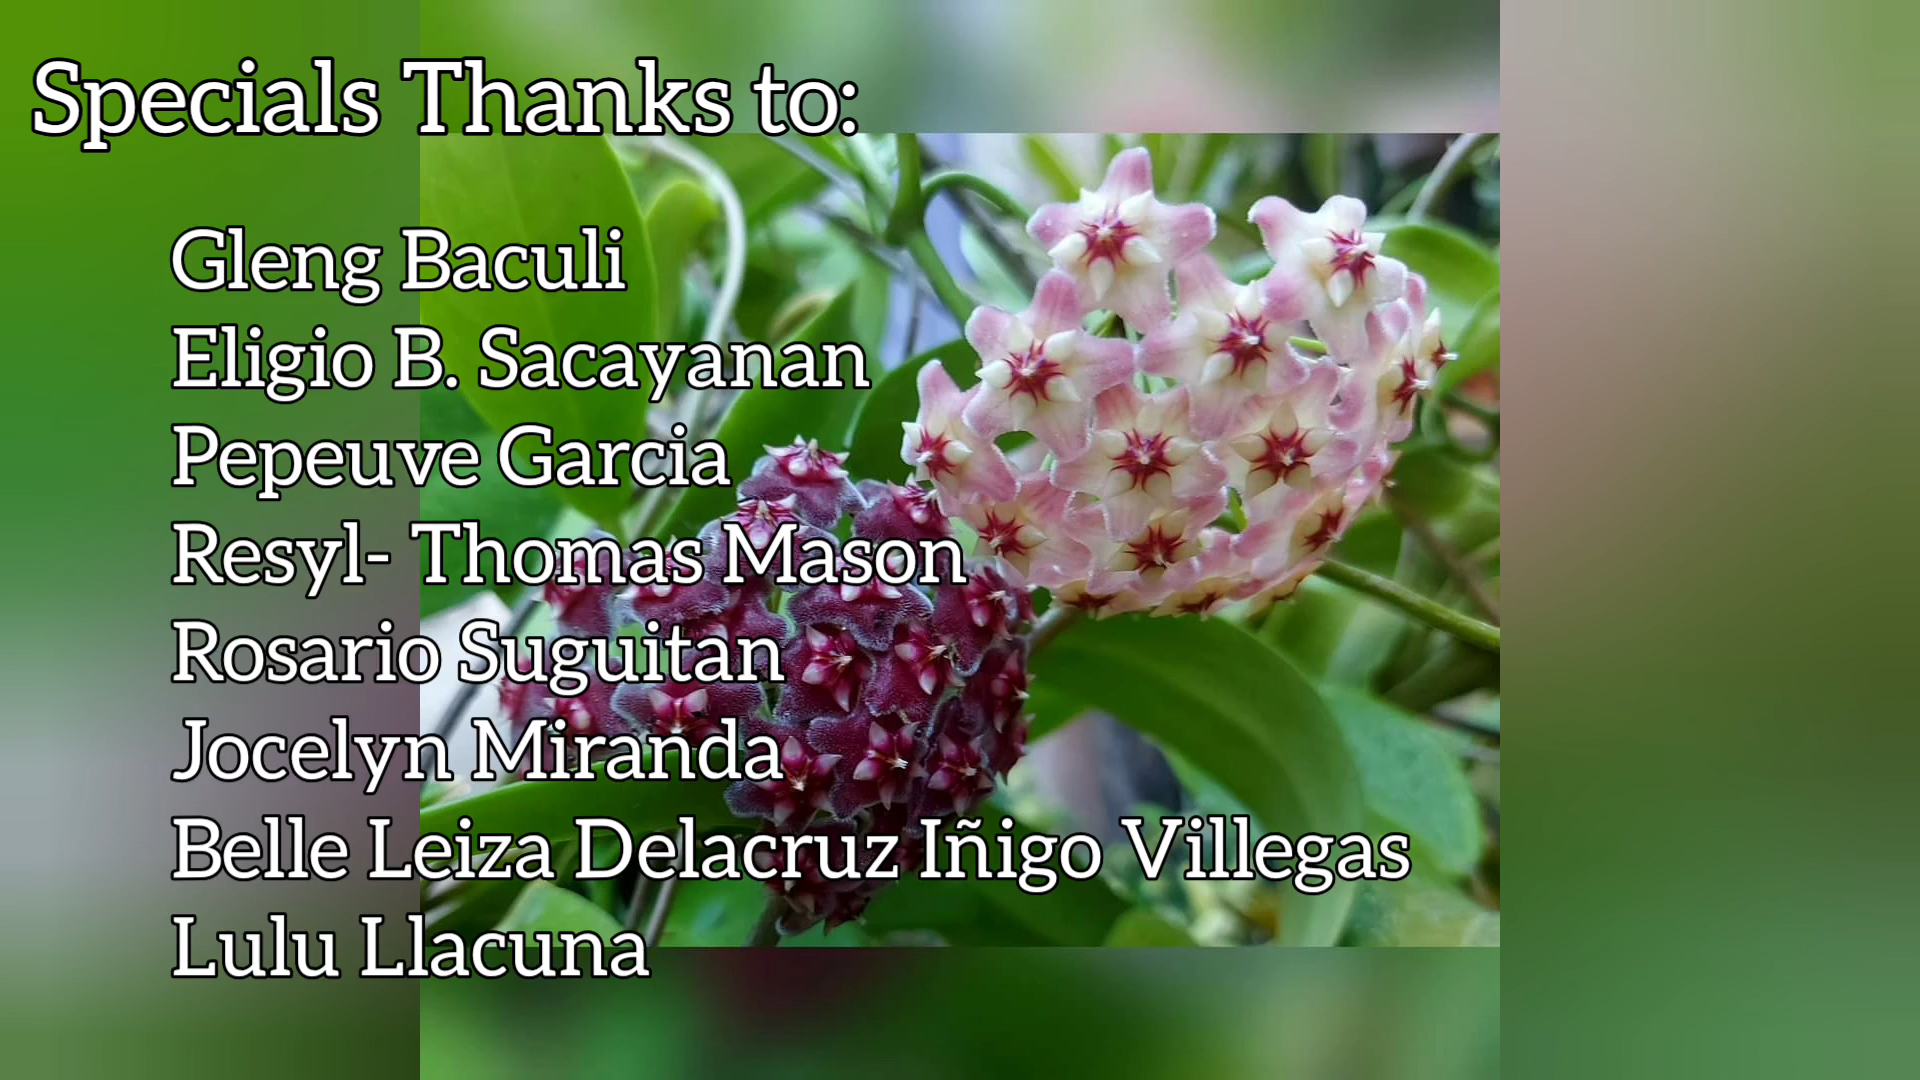 Specials Thanks to:
Gleng Baculi
Eligio B. Sacayanan
Pepeuve Garcia
Resyl- Thomas Mason
Rosario Suguitan
Jocelyn Miranda
Belle Leiza Delacruz Iñigo Villegas
Lulu Llacuna